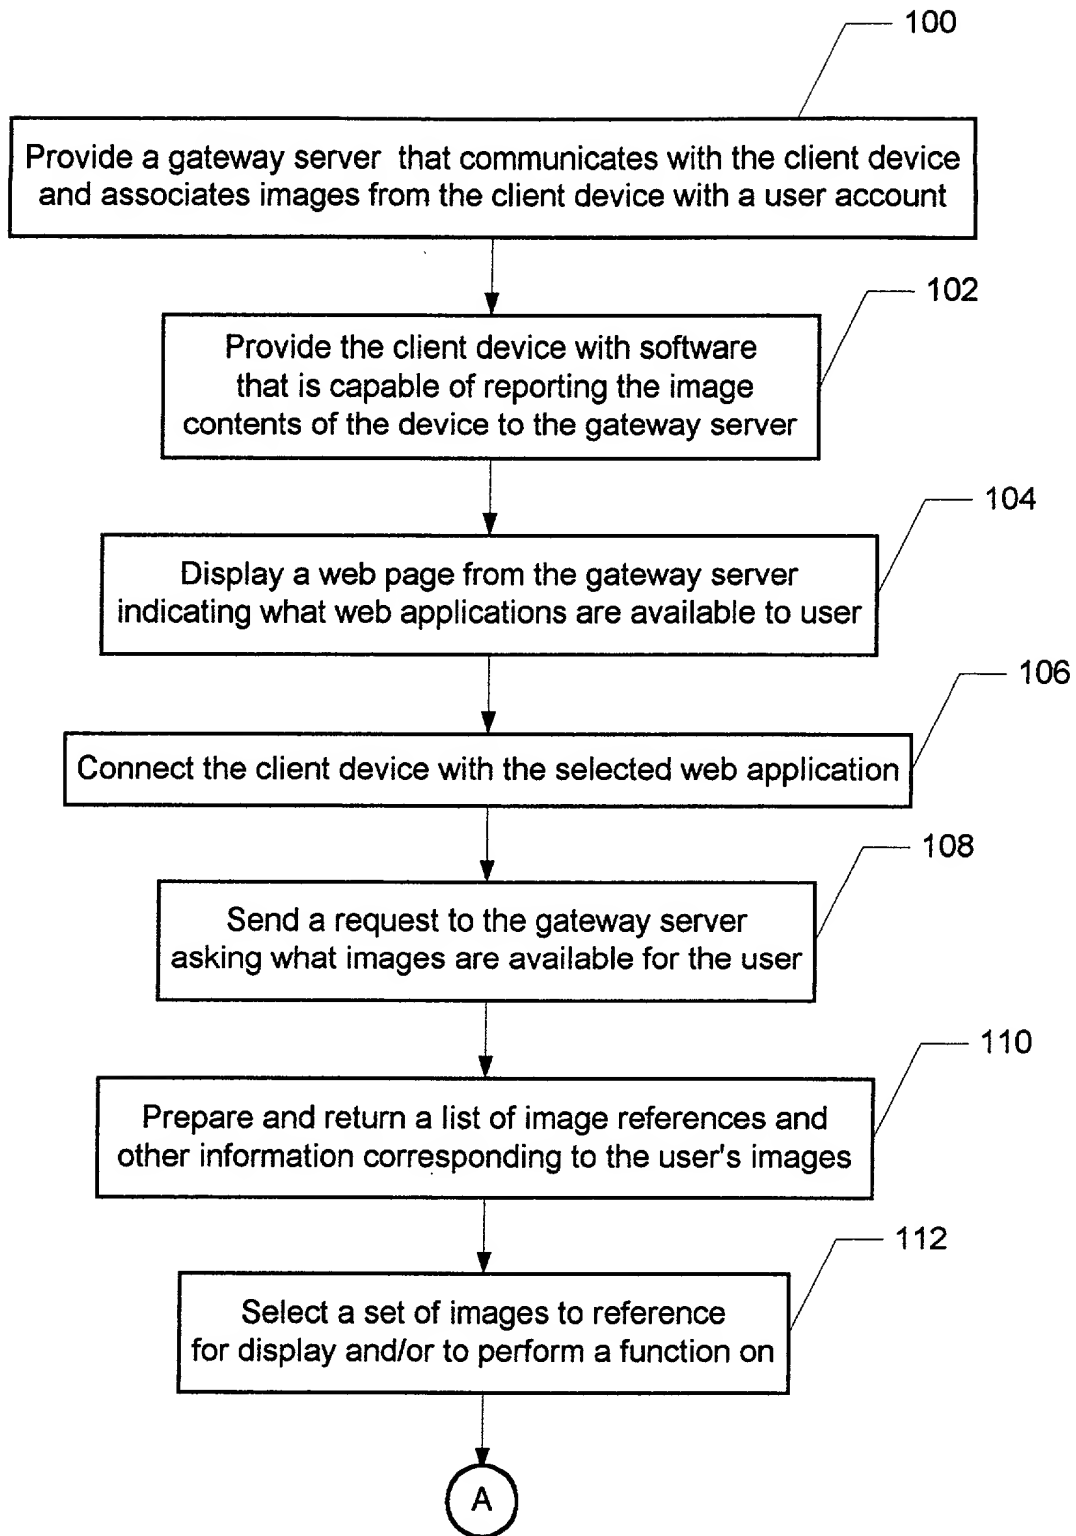 100
Provide a gateway server that communicates with the client device
and associates images from the client device with a user account
102
Provide the client device with software
that is capable of reporting the image
contents of the device to the gateway server
104
Display a web page from the gateway server
indicating what web applications are available to user
106
Connect the client device with the selected web application
108
Send a request to the gateway server
asking what images are available for the user
110
Prepare and return a list of image references and
other information corresponding to the user's images
112
Select a set of images to reference
for display and/or to perform a function on
A